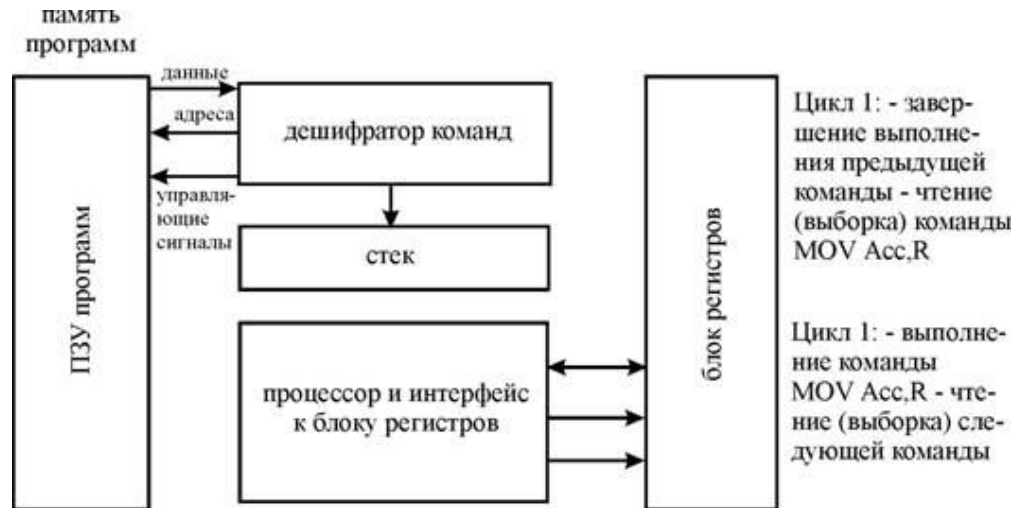 память
программ
данные
адреса
управля-
ющие
сигналы
ПЗУ программ
дешифратор команд
стек
процессор и интерфейс
к блоку регистров
блок регистров
Цикл 1: - завер-
шение выполне-
ния предыдущей
команды - чтение
(выборка) команды
MOV Acc,R
Цикл 1: - выполне-
ние команды
MOV Acc,R - чте-
ние (выборка) сле-
дующей команды